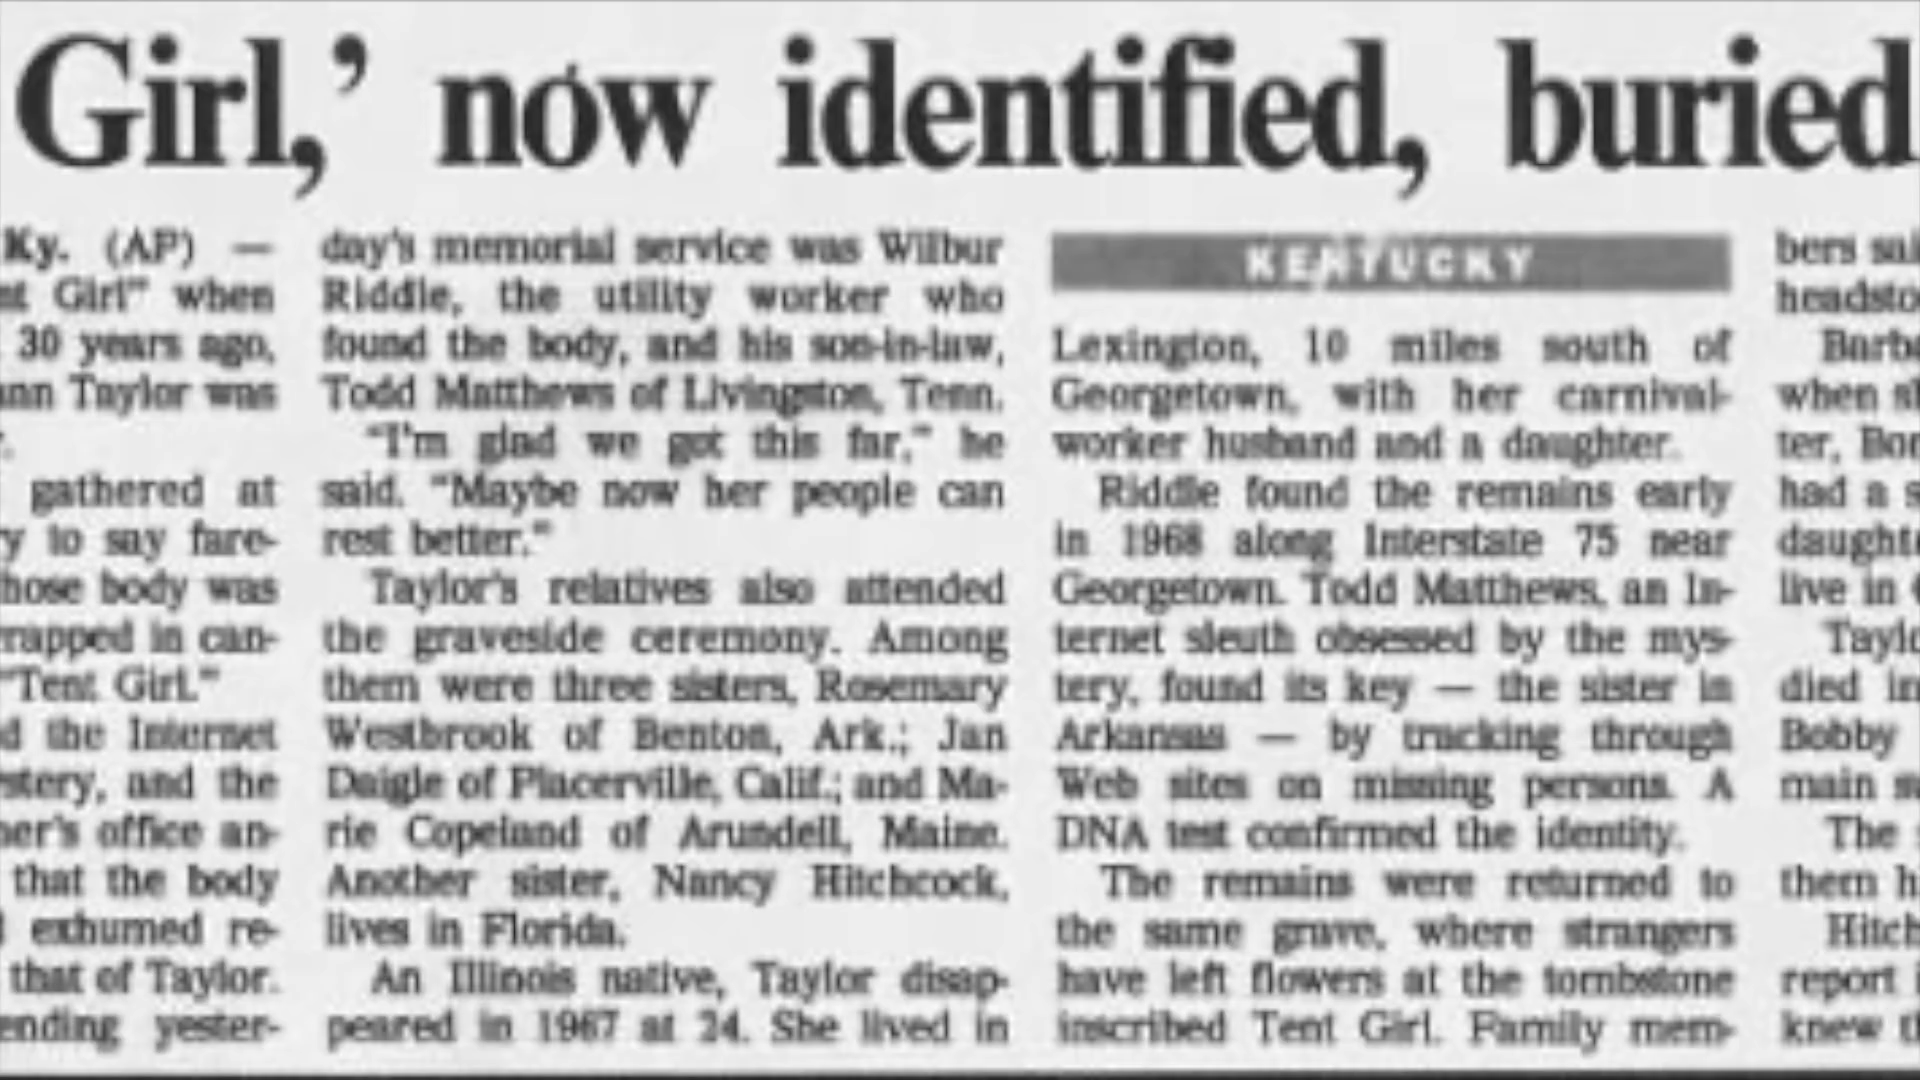 Girl,’ now identified, buried
Ky. (AP) —
nt Girl” when
30 years ago,
ann Taylor was
r.
gathered at
ry to say fare-
hose body was
rapped in can-
“Tent Girl.”
d the Internet
stery, and the
ner’s office an-
that the body
d exhumed re-
that of Taylor.
ending yester-
day’s memorial service was Wilbur
Riddle, the utility worker who
found the body, and his son-in-law,
Todd Matthews of Livingston, Tenn.
“I’m glad we got this far,” he
said. “Maybe now her people can
rest better.”
Taylor’s relatives also attended
the graveside ceremony. Among
them were three sisters, Rosemary
Westbrook of Benton, Ark.; Jan
Daigle of Placerville, Calif.; and Ma-
rie Copeland of Arundell, Maine.
Another sister, Nancy Hitchcock,
lives in Florida.
An Illinois native, Taylor disap-
peared in 1967 at 24. She lived in
KENTUCKY
Lexington, 10 miles south of
Georgetown, with her carnival-
worker husband and a daughter.
Riddle found the remains early
in 1968 along Interstate 75 near
Georgetown. Todd Matthews, an In-
ternet sleuth obsessed by the mys-
tery, found its key — the sister in
Arkansas — by tracking through
Web sites on missing persons. A
DNA test confirmed the identity.
The remains were returned to
the same grave, where strangers
have left flowers at the tombstone
inscribed Tent Girl. Family mem-
bers sai
headsto
Barba
when sh
ter, Bon
had a s
daughte
live in
Taylo
died in
Bobby
main su
The
them h
Hitch
report i
knew th